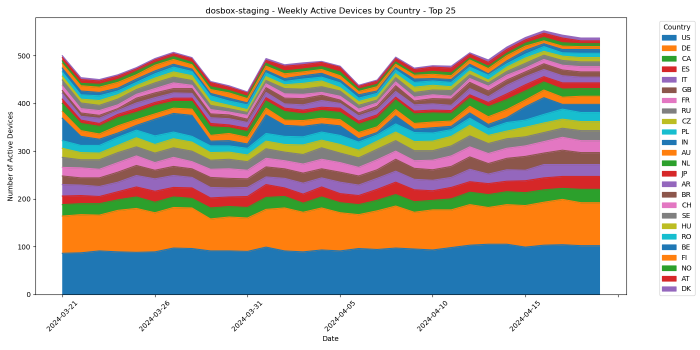 dosbox-staging - Weekly Active Devices by Country - Top 25
Number of Active Devices
500
400
300
200
100
0
2024-03-21
2024-03-26
2024-03-31
2024-04-05
2024-04-10
2024-04-15
Date
Country
US
DE
CA
ES
IT
GB
FR
RU
CZ
PL
IN
AU
NL
JP
AR
BR
CH
SE
HU
RO
BE
FI
NO
AT
DK